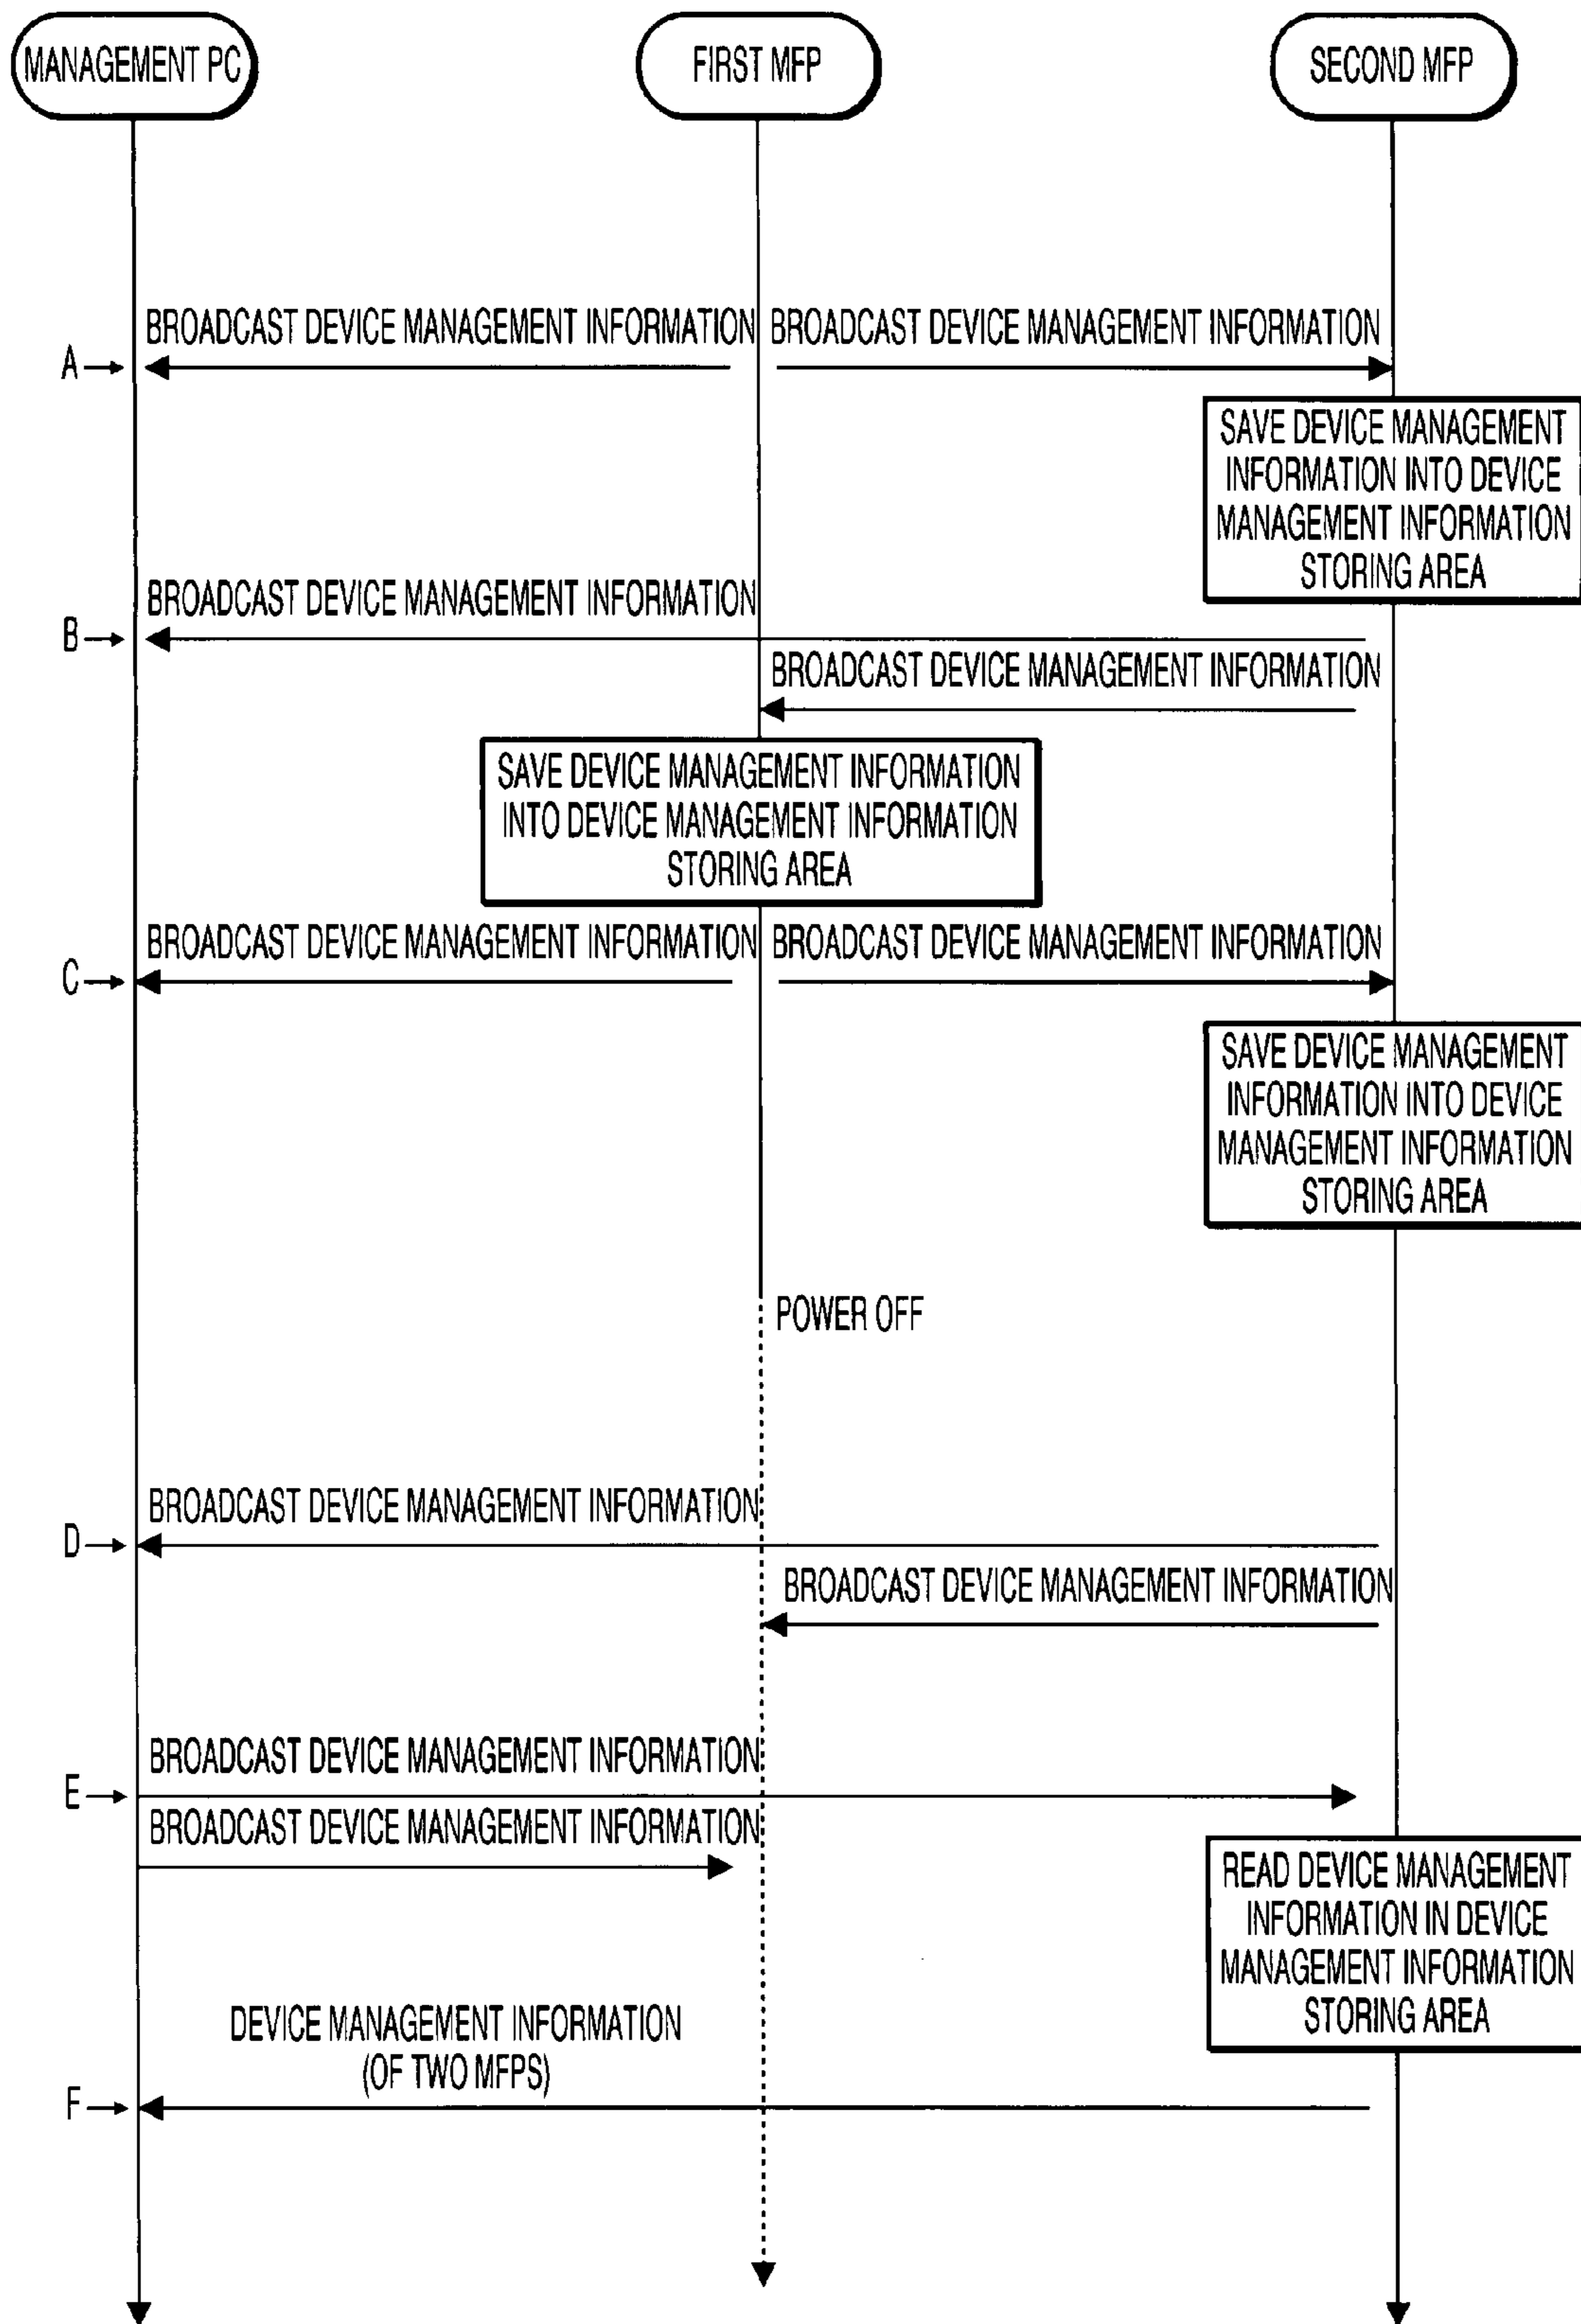 MANAGEMENT PC
FIRST MFP
SECOND MFP
BROADCAST DEVICE MANAGEMENT INFORMATION
BROADCAST DEVICE MANAGEMENT INFORMATION
A
SAVE DEVICE MANAGEMENT
INFORMATION INTO DEVICE
MANAGEMENT INFORMATION
STORING AREA
BROADCAST DEVICE MANAGEMENT INFORMATION
B
BROADCAST DEVICE MANAGEMENT INFORMATION
SAVE DEVICE MANAGEMENT INFORMATION
INTO DEVICE MANAGEMENT INFORMATION
STORING AREA
BROADCAST DEVICE MANAGEMENT INFORMATION
BROADCAST DEVICE MANAGEMENT INFORMATION
C
SAVE DEVICE MANAGEMENT
INFORMATION INTO DEVICE
MANAGEMENT INFORMATION
STORING AREA
POWER OFF
BROADCAST DEVICE MANAGEMENT INFORMATION
D
BROADCAST DEVICE MANAGEMENT INFORMATION
BROADCAST DEVICE MANAGEMENT INFORMATION
E
BROADCAST DEVICE MANAGEMENT INFORMATION
READ DEVICE MANAGEMENT
INFORMATION IN DEVICE
MANAGEMENT INFORMATION
STORING AREA
DEVICE MANAGEMENT INFORMATION
(OF TWO MFPS)
F